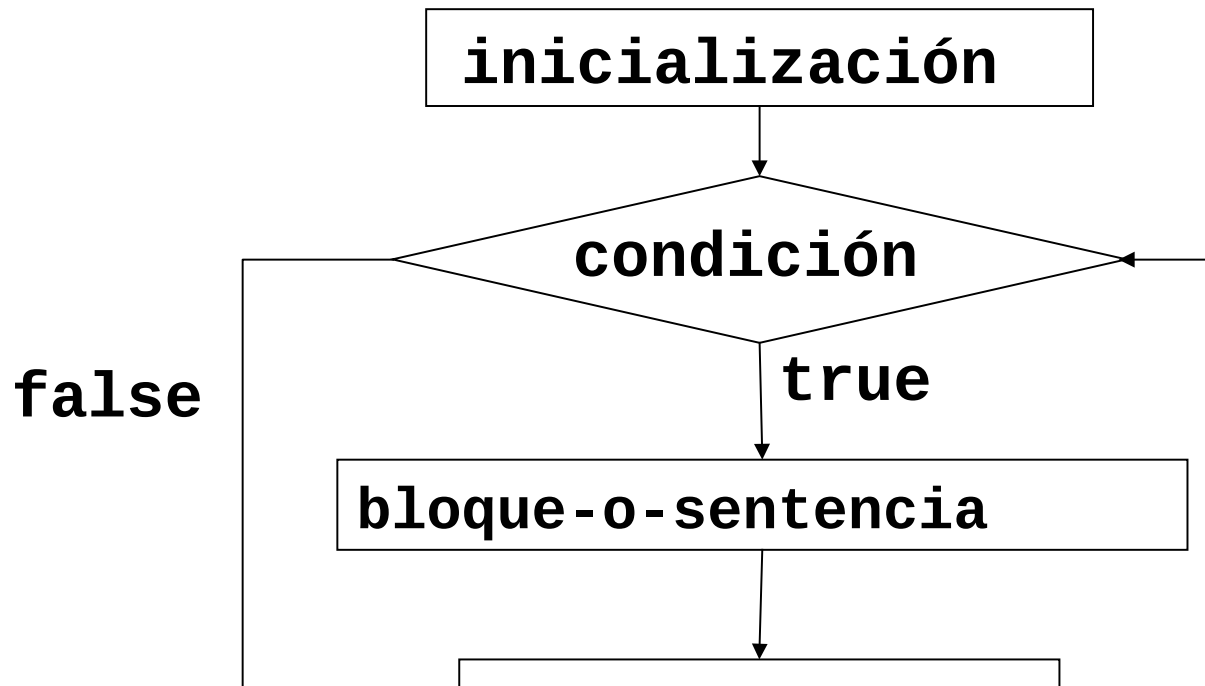 inicialización
condición
true
false
bloque-o-sentencia